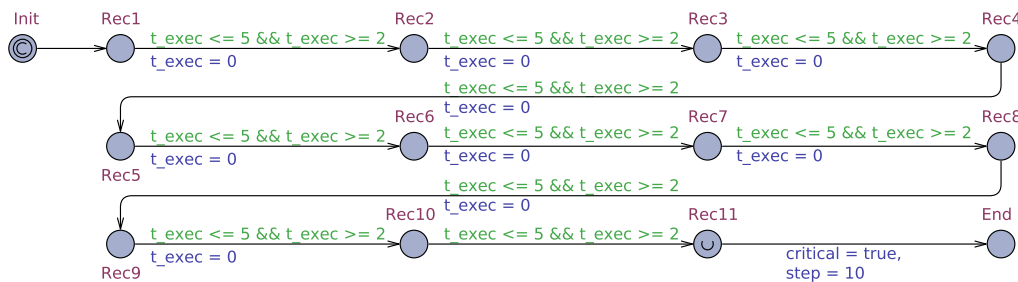 Init Rec1 Rec2 Rec3 Rec4
t_exec <= 5 && t_exec >= 2 t_exec <= 5 && t_exec >= 2 t_exec <= 5 && t_exec >= 2
t_exec = 0 t_exec = 0 t_exec = 0
t_exec <= 5 && t_exec >= 2
t_exec = 0
Rec6 Rec7 Rec8
t_exec <= 5 && t_exec >= 2 t_exec <= 5 && t_exec >= 2 t_exec <= 5 && t_exec >= 2
t_exec = 0 t_exec = 0 t_exec = 0
Rec5
t_exec <= 5 && t_exec >= 2
t_exec = 0
Rec10 Rec11 End
t_exec <= 5 && t_exec >= 2 t_exec <= 5 && t_exec >= 2
t_exec = 0 critical = true,
Rec9 step = 10